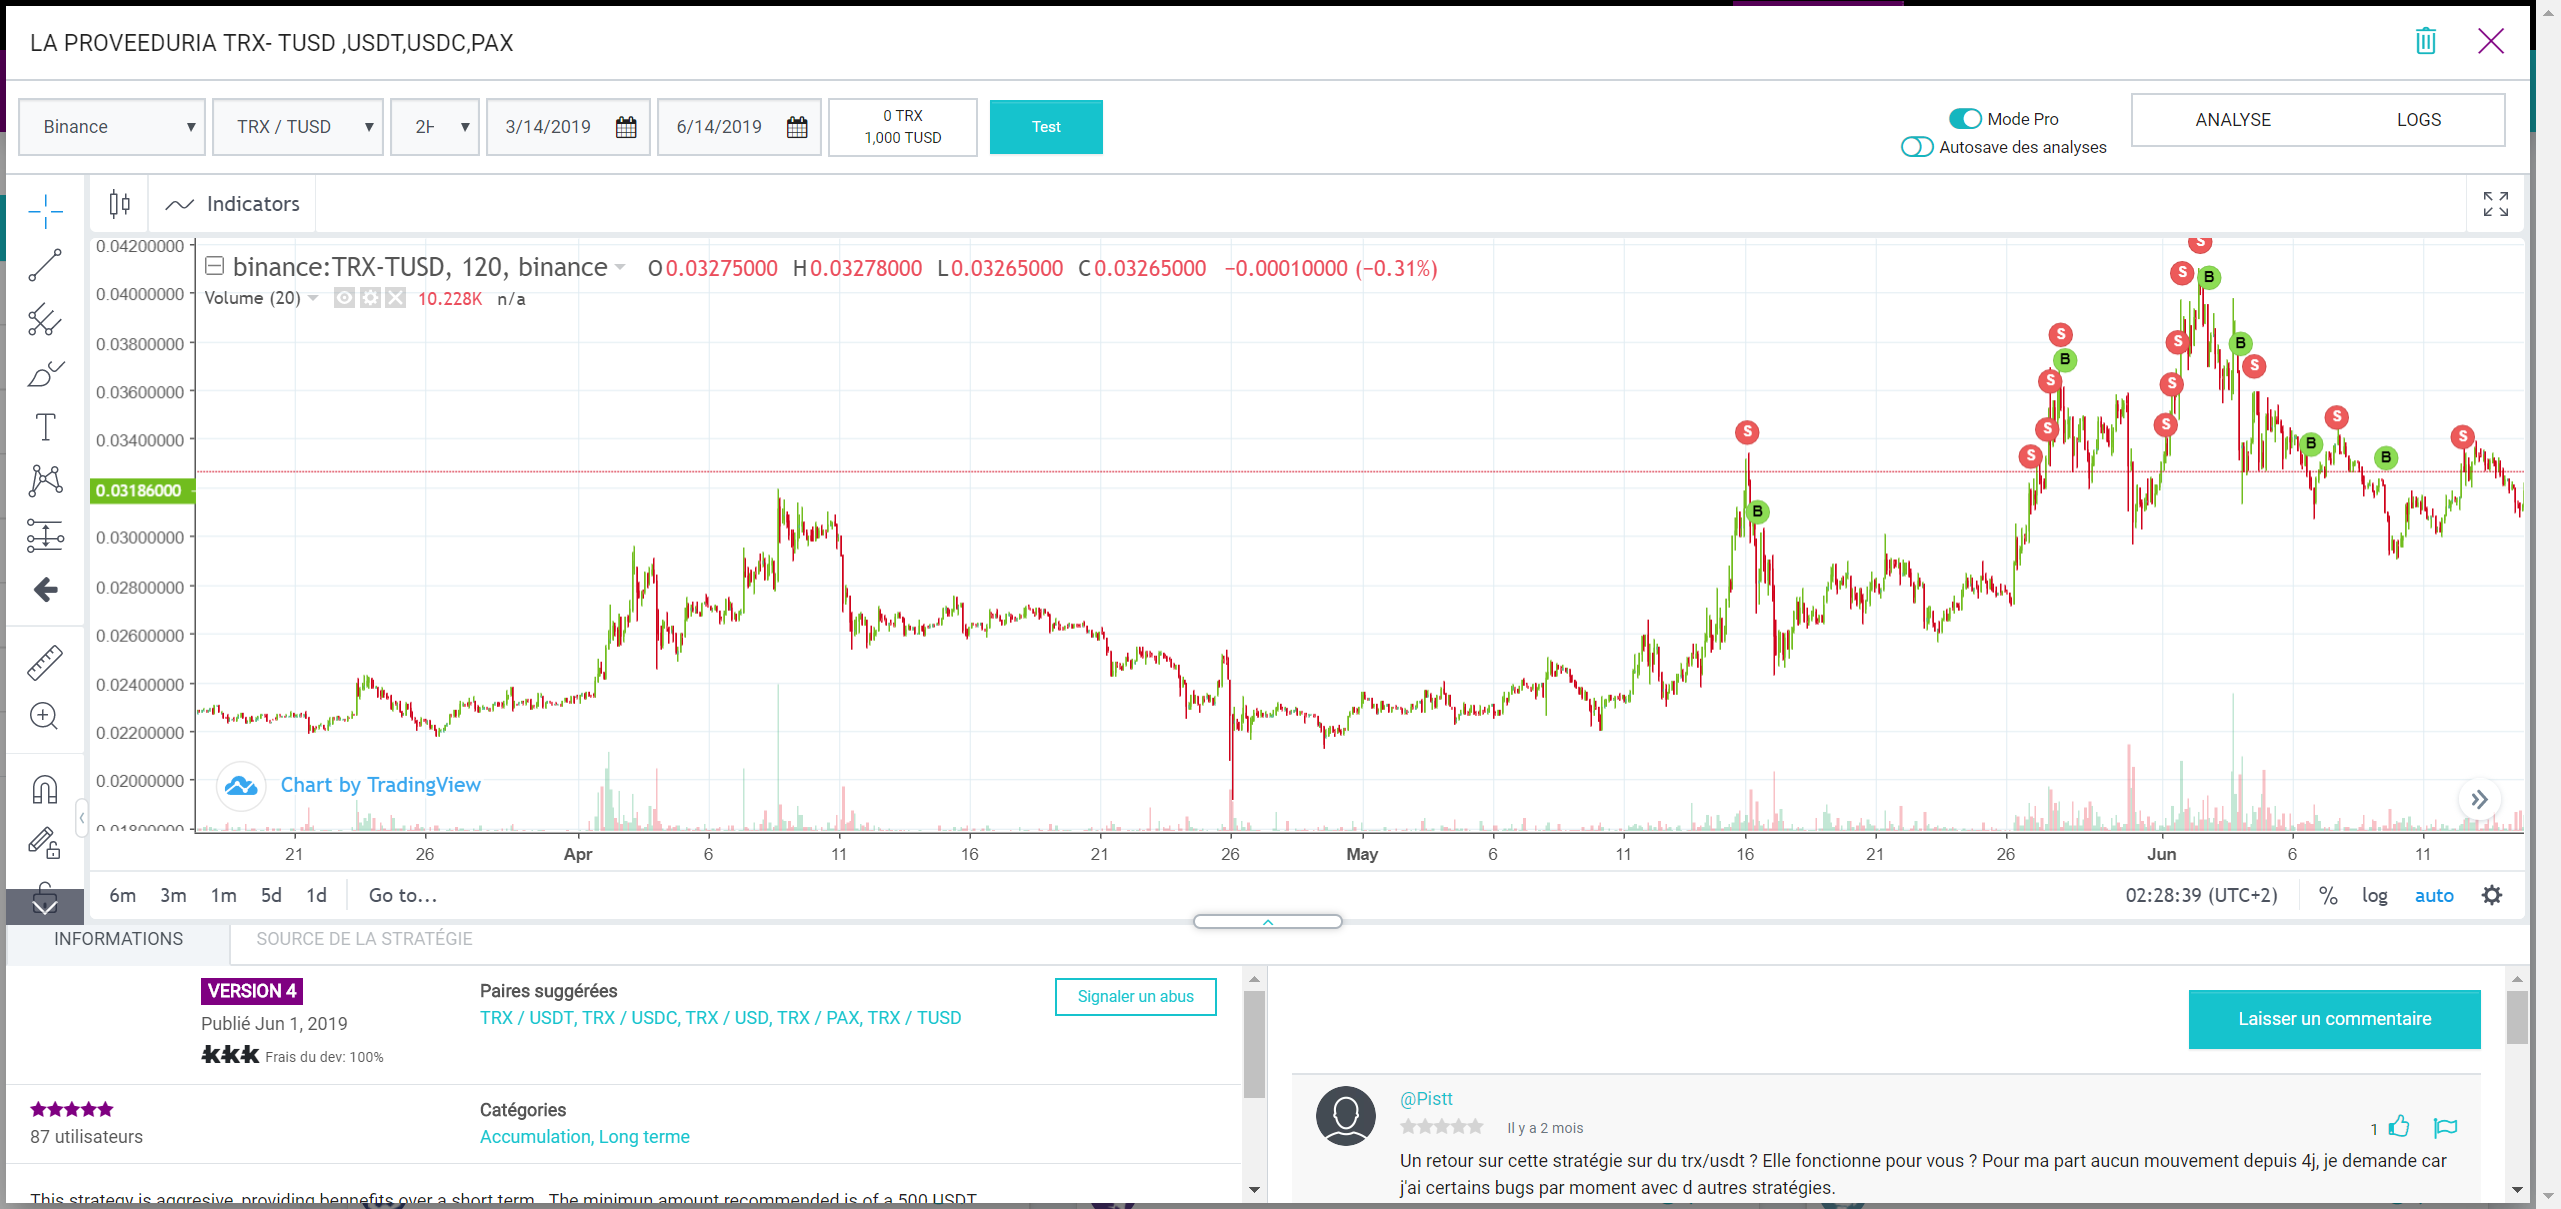 LA PROVEEDURIA TRX- TUSD ,USDT,USDC,PAX
Binance
TRX / TUSD
3/14/2019
6/14/2019
0 TRX
1,000 TUSD
Test
Mode Pro
Autosave des analyses
ANALYSE
LOGS
Indicators
binance:TRX-TUSD, 120, binance O 0.03275000 H 0.03278000 L 0.03265000 C 0.03265000 −0.00010000 (−0.31%)
Volume (20) 10.228K n/a
0.04200000
0.04000000
0.03800000
0.03600000
0.03400000
0.03186000
0.03000000
0.02800000
0.02600000
0.02400000
0.02200000
0.02000000
0.01800000
S
S
B
S
B
S
S
B
S
S
S
S
S
S
S
B
S
B
S
B
Chart by TradingView
21 26 Apr 6 11 16 21 26 May 6 11 16 21 26 Jun 6 11
6m 3m 1m 5d 1d Go to...
02:28:39 (UTC+2) % log auto
INFORMATIONS
SOURCE DE LA STRATÉGIE
VERSION 4
Publié Jun 1, 2019
Frais du dev: 100%
Paires suggérées
TRX / USDT, TRX / USDC, TRX / USD, TRX / PAX, TRX / TUSD
Signaler un abus
87 utilisateurs
Catégories
Accumulation, Long terme
This strategy is aggresive, providing bennefits over a short term. The minimun amount recommended is of a 500 USDT
Laisser un commentaire
@Pistt
Il y a 2 mois
1
Un retour sur cette stratégie sur du trx/usdt ? Elle fonctionne pour vous ? Pour ma part aucun mouvement depuis 4j, je demande car
j'ai certains bugs par moment avec d autres stratégies.